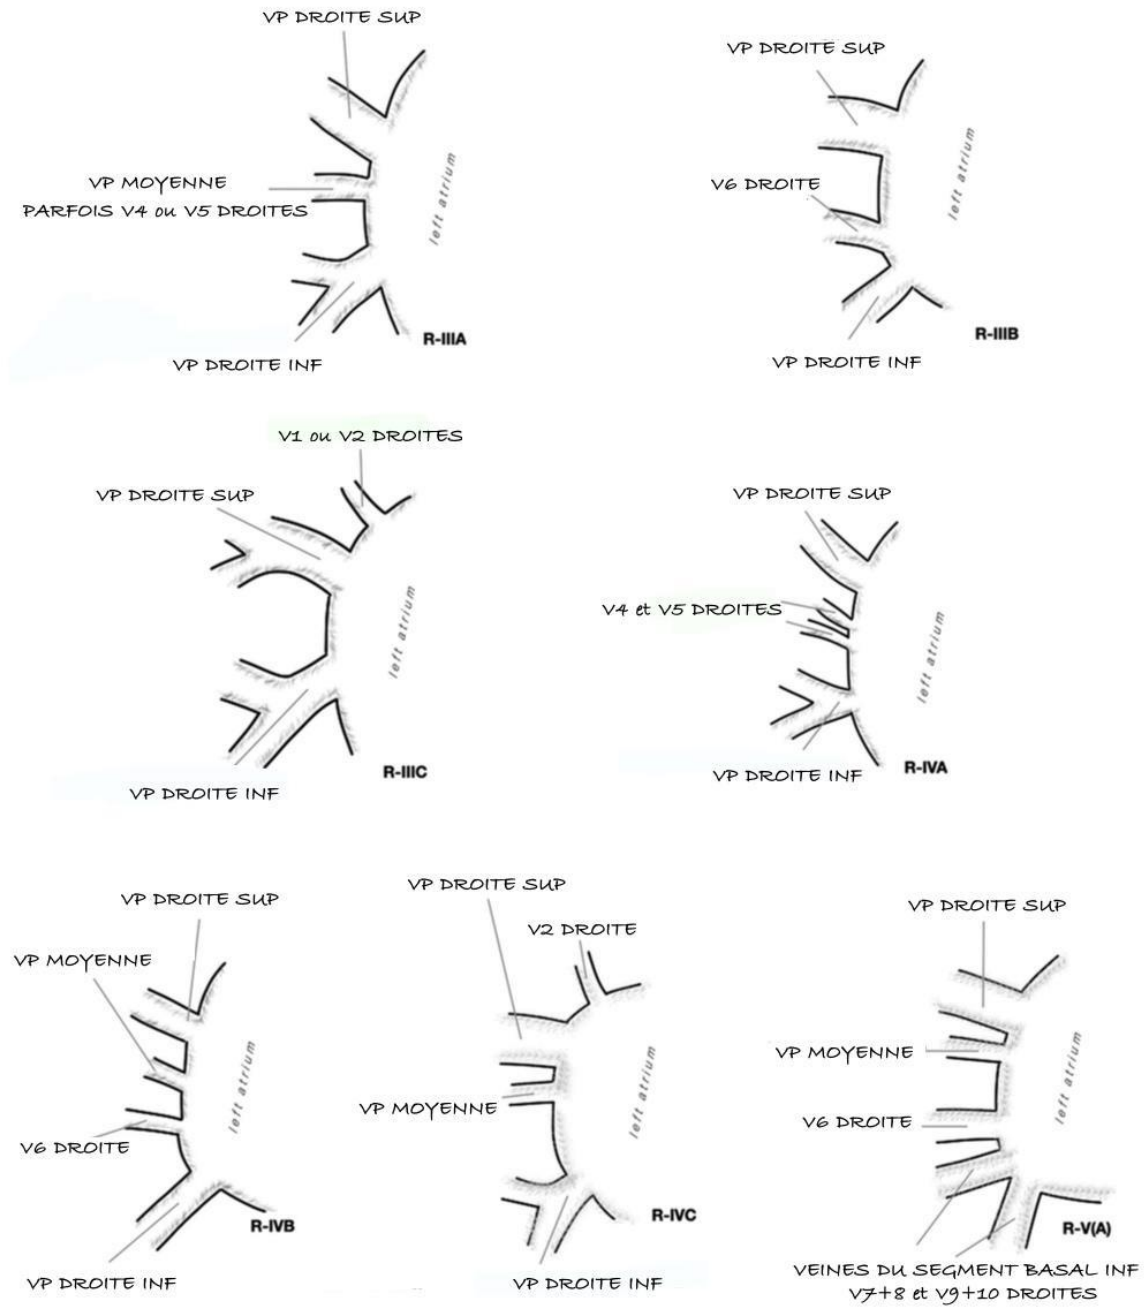 VP DROITE SUP
VP MOYENNE
PARFOIS V4 ou V5 DROITES
left atrium
R-IIIA
VP DROITE INF
VP DROITE SUP
V6 DROITE
left atrium
R-IIIB
VP DROITE INF
V1 ou V2 DROITES
VP DROITE SUP
left atrium
R-IIIC
VP DROITE INF
VP DROITE SUP
V4 et V5 DROITES
left atrium
R-IVA
VP DROITE INF
VP DROITE SUP
VP MOYENNE
left atrium
V6 DROITE
R-IVB
VP DROITE INF
VP DROITE SUP
V2 DROITE
left atrium
VP MOYENNE
R-IVC
VP DROITE INF
VP DROITE SUP
VP MOYENNE
left atrium
V6 DROITE
R-V(A)
VEINES DU SEGMENT BASAL INF
V7+8 et V9+10 DROITES